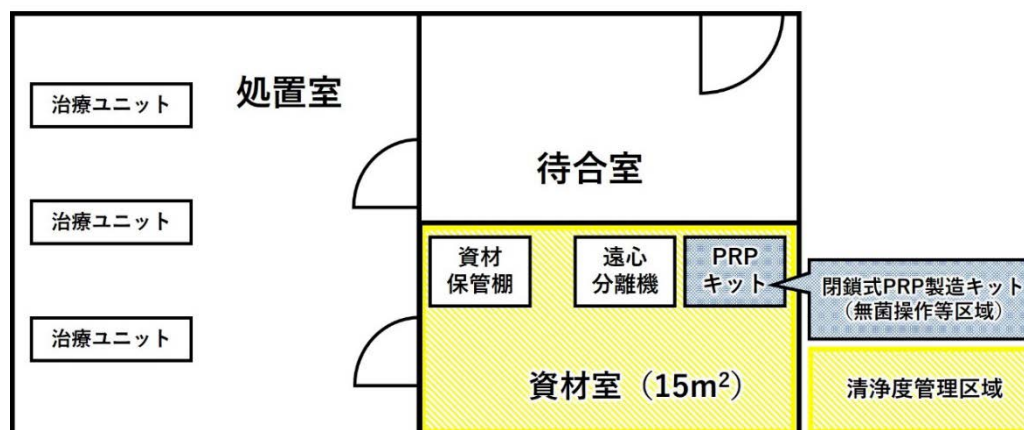 処置室
治療ユニット
治療ユニット
治療ユニット
待合室
資材
保管棚
遠心
分離機
PRP
キット
閉鎖式PRP製造キット
（無菌操作等区域）
資材室（15m²）
清浄度管理区域